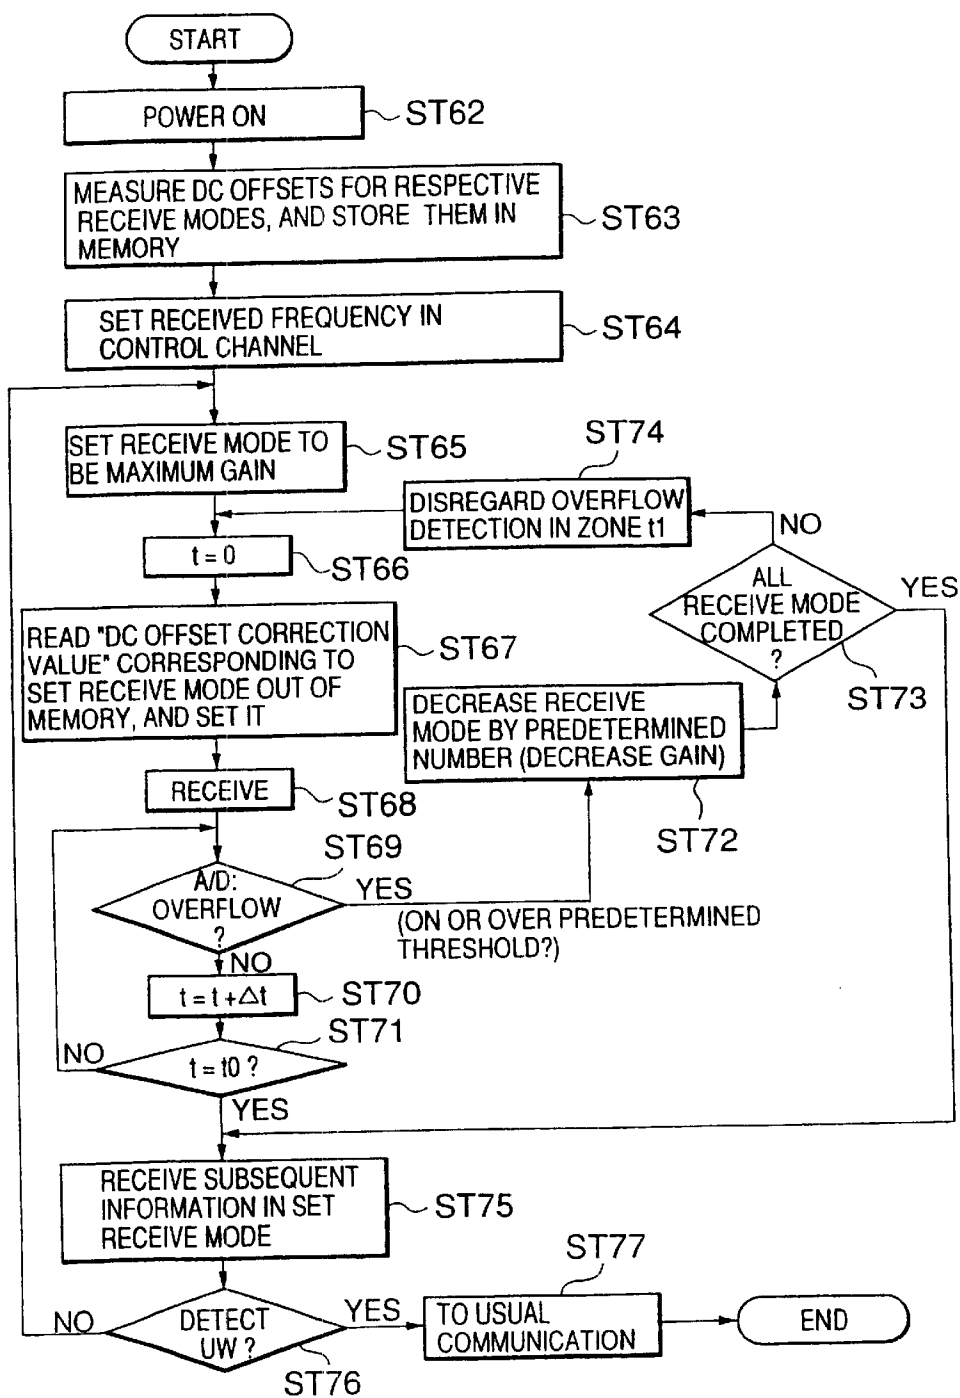 START
POWER ON
ST62
MEASURE DC OFFSETS FOR RESPECTIVE
RECEIVE MODES, AND STORE THEM IN
MEMORY
ST63
SET RECEIVED FREQUENCY IN
CONTROL CHANNEL
ST64
SET RECEIVE MODE TO
BE MAXIMUM GAIN
ST65
ST74
DISREGARD OVERFLOW
DETECTION IN ZONE t1
NO
t = 0
ST66
ALL
RECEIVE MODE
COMPLETED
?
YES
ST73
READ "DC OFFSET CORRECTION
VALUE" CORRESPONDING TO
SET RECEIVE MODE OUT OF
MEMORY, AND SET IT
ST67
DECREASE RECEIVE
MODE BY PREDETERMINED
NUMBER (DECREASE GAIN)
ST72
RECEIVE
ST68
ST69
A/D:
OVERFLOW
?
YES
(ON OR OVER PREDETERMINED
THRESHOLD?)
NO
t = t + Δt
ST70
ST71
t = t0 ?
NO
YES
RECEIVE SUBSEQUENT
INFORMATION IN SET
RECEIVE MODE
ST75
DETECT
UW ?
NO
YES
ST76
ST77
TO USUAL
COMMUNICATION
END